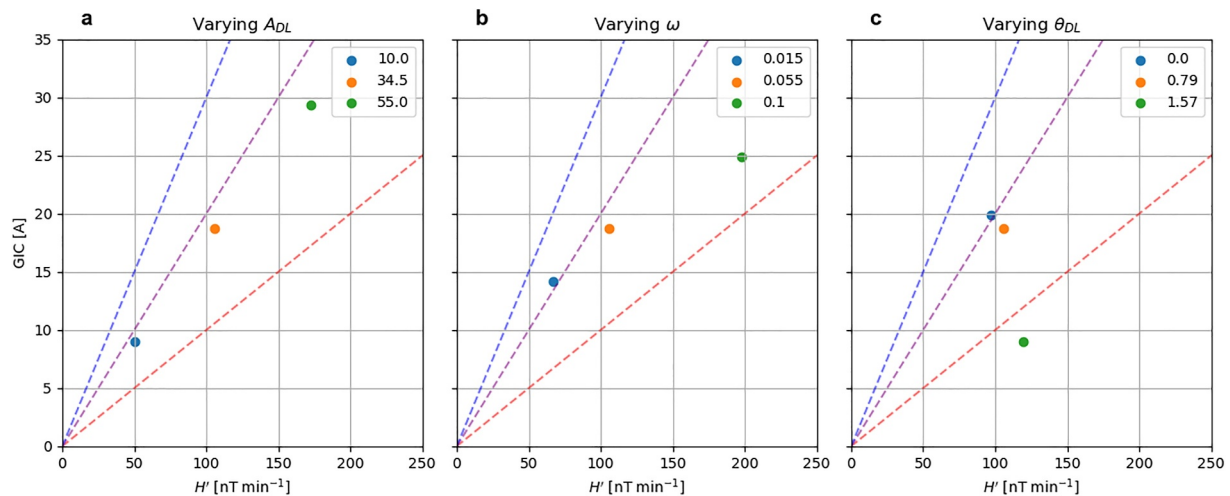 a
Varying A_DL
10.0
34.5
55.0
35
30
25
20
15
10
5
0
GIC [A]
0 50 100 150 200 250
H′ [nT min⁻¹]
b
Varying ω
0.015
0.055
0.1
0 50 100 150 200 250
H′ [nT min⁻¹]
c
Varying θ_DL
0.0
0.79
1.57
0 50 100 150 200 250
H′ [nT min⁻¹]